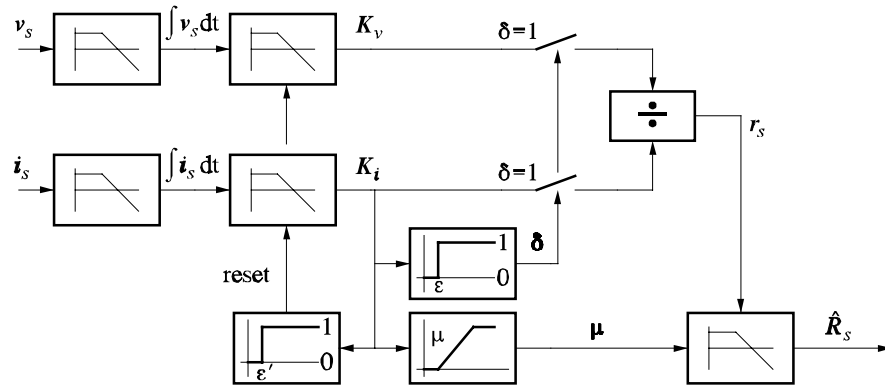 v_s ∫v_s dt K_v δ=1
÷
r_s
i_s ∫i_s dt K_i δ=1
1 δ
ε 0
reset
1 μ μ R̂_s
ε′ 0